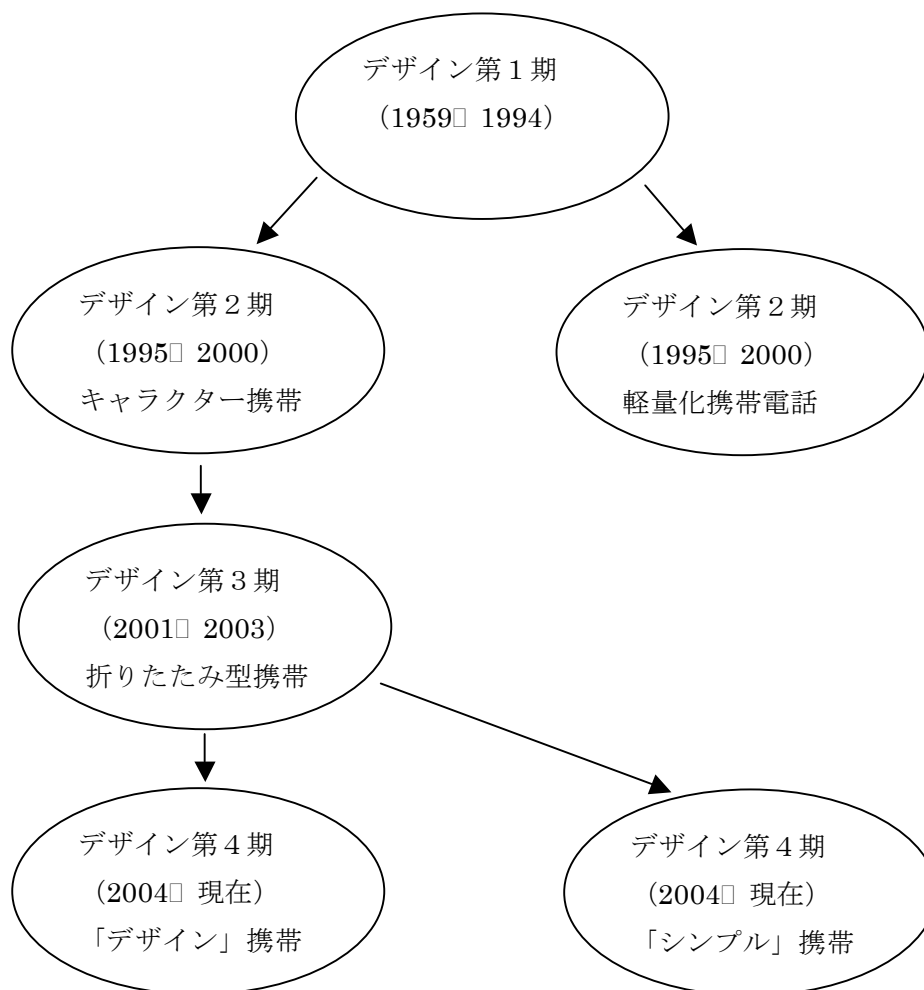 デザイン第１期
（1959□ 1994）
デザイン第２期
（1995□ 2000）
キャラクター携帯
デザイン第２期
（1995□ 2000）
軽量化携帯電話
デザイン第３期
（2001□ 2003）
折りたたみ型携帯
デザイン第４期
（2004□ 現在）
「デザイン」携帯
デザイン第４期
（2004□ 現在）
「シンプル」携帯